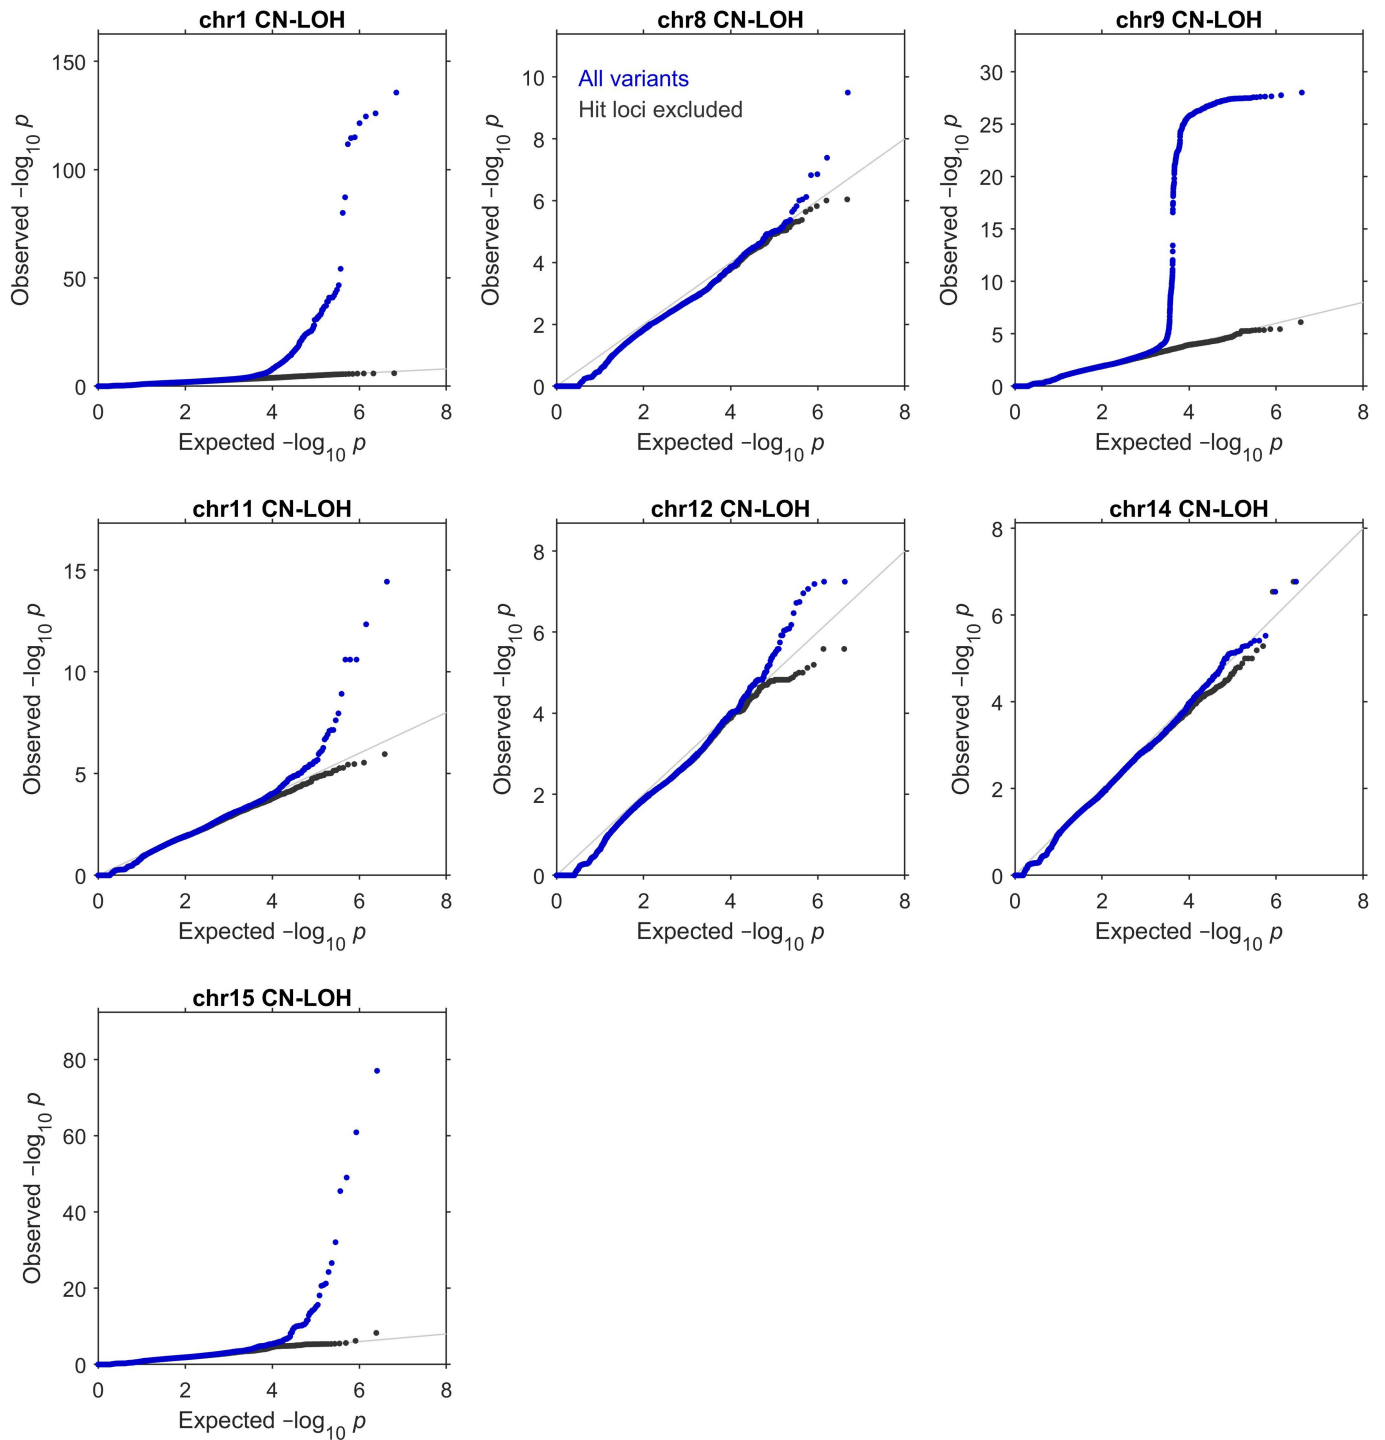 chr1 CN-LOH
150
100
50
0
0 2 4 6 8
Observed −log10 p
Expected −log10 p
chr8 CN-LOH
All variants
Hit loci excluded
10
8
6
4
2
0
0 2 4 6 8
Observed −log10 p
Expected −log10 p
chr9 CN-LOH
30
25
20
15
10
5
0
0 2 4 6 8
Observed −log10 p
Expected −log10 p
chr11 CN-LOH
15
10
5
0
0 2 4 6 8
Observed −log10 p
Expected −log10 p
chr12 CN-LOH
8
6
4
2
0
0 2 4 6 8
Observed −log10 p
Expected −log10 p
chr14 CN-LOH
8
6
4
2
0
0 2 4 6 8
Observed −log10 p
Expected −log10 p
chr15 CN-LOH
80
60
40
20
0
0 2 4 6 8
Observed −log10 p
Expected −log10 p